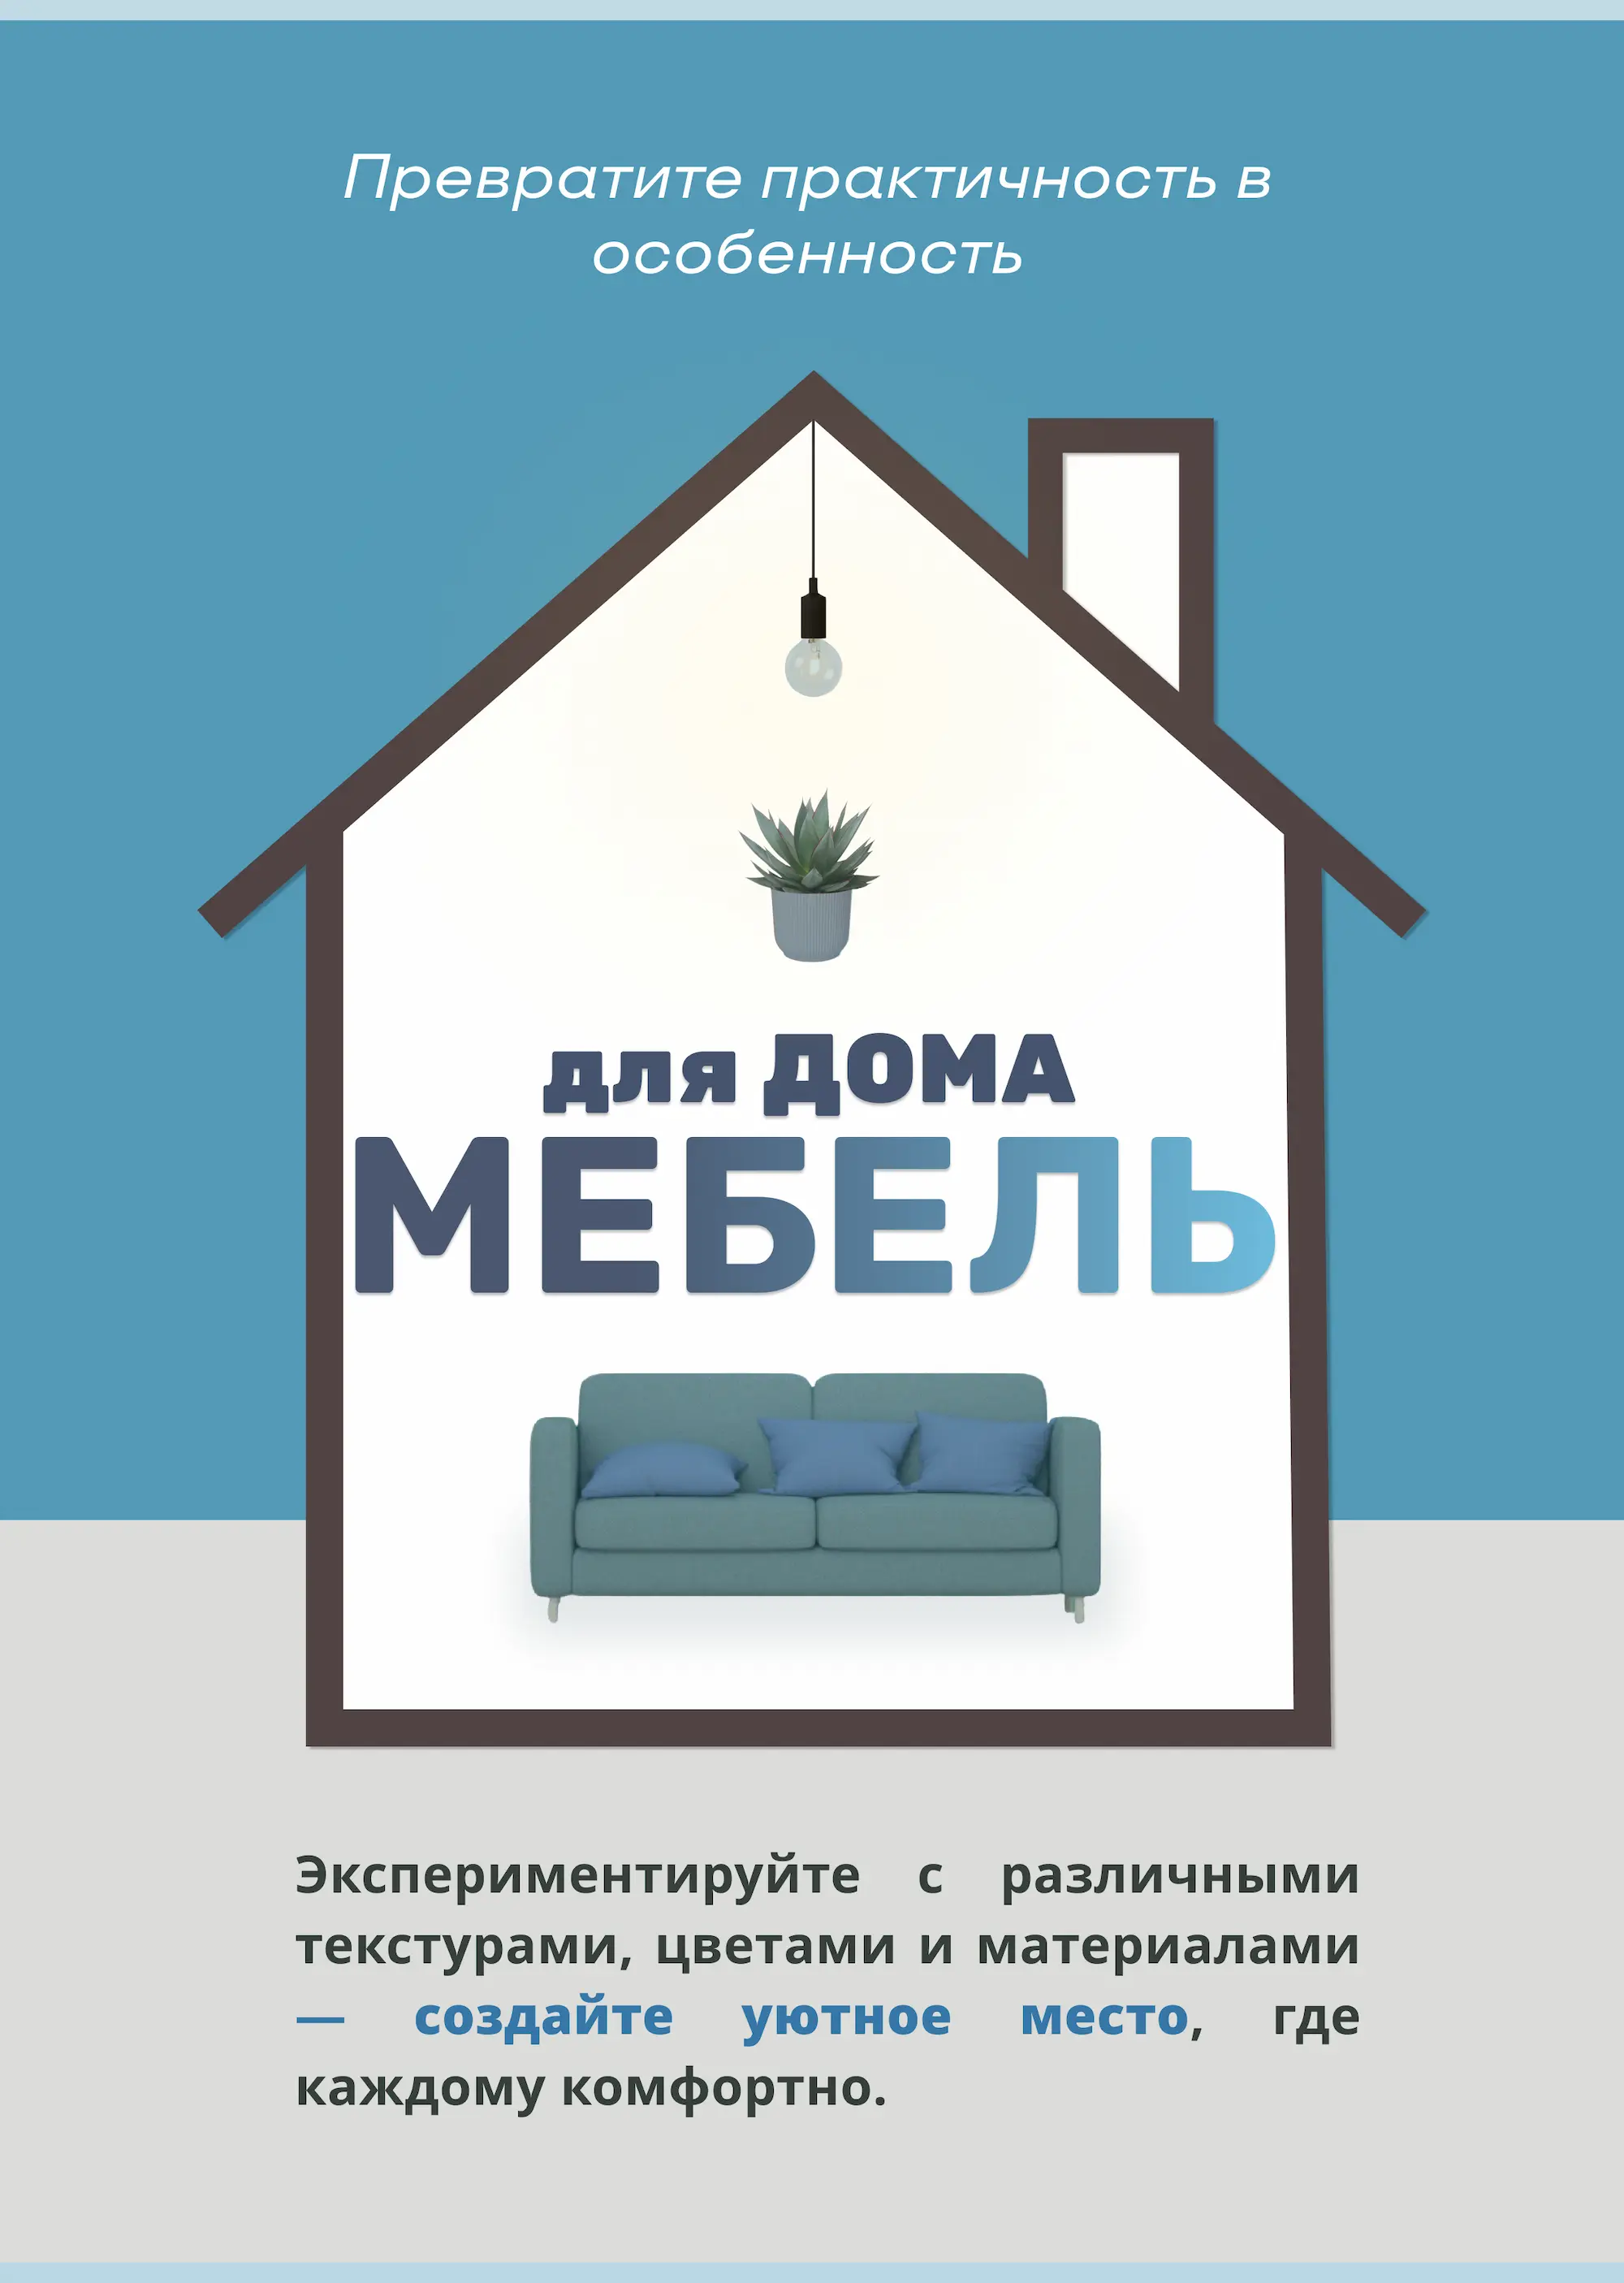 Превратите практичность в
особенность
для ДОМА
МЕБЕЛЬ
Экспериментируйте с различными
текстурами, цветами и материалами
— создайте уютное место, где
каждому комфортно.